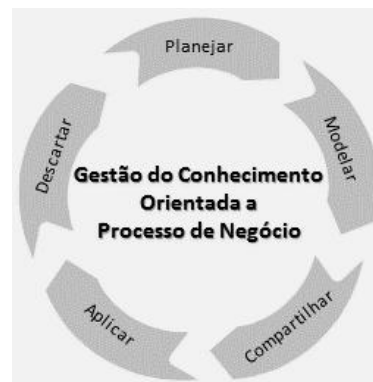 Planejar
Modelar
Descartar
Gestão do Conhecimento
Orientada a
Processo de Negócio
Aplicar
Compartilhar